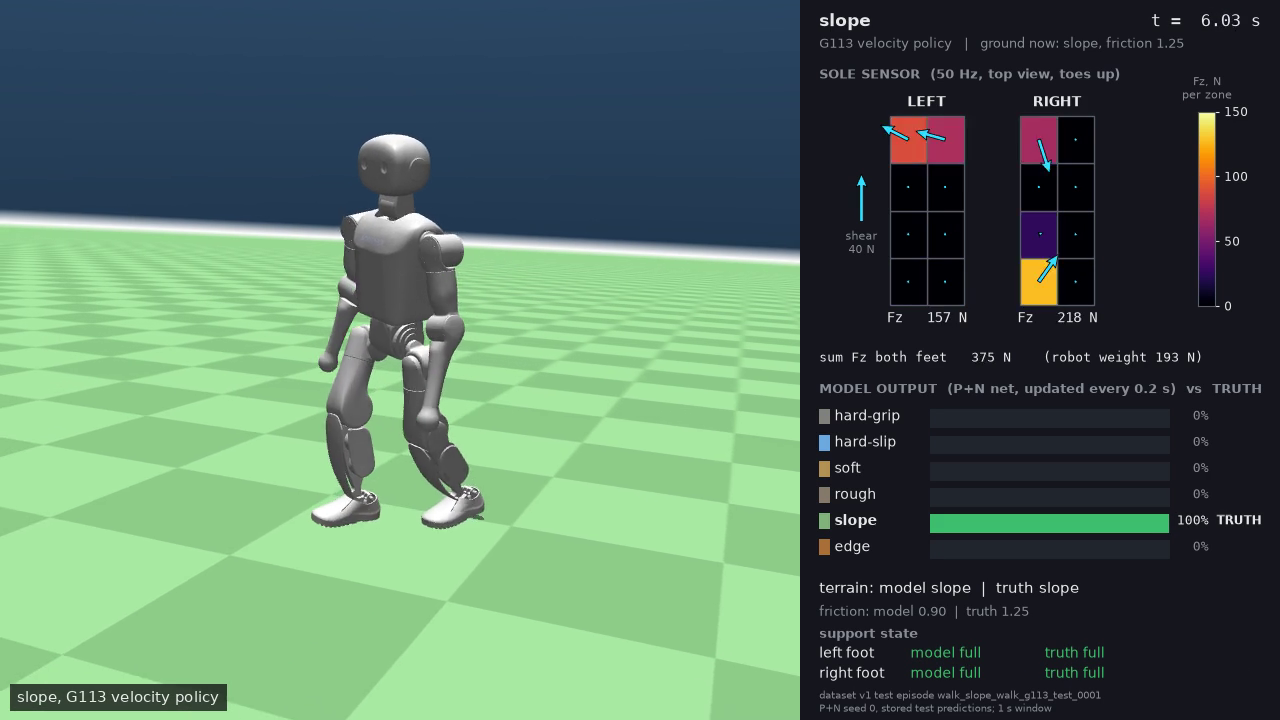 slope
t = 6.03 s
G113 velocity policy | ground now: slope, friction 1.25
SOLE SENSOR (50 Hz, top view, toes up)
Fz, N
per zone
LEFT
RIGHT
150
100
50
0
shear
40 N
Fz 157 N
Fz 218 N
sum Fz both feet 375 N (robot weight 193 N)
MODEL OUTPUT (P+N net, updated every 0.2 s) vs TRUTH
hard-grip 0%
hard-slip 0%
soft 0%
rough 0%
slope 100% TRUTH
edge 0%
terrain: model slope | truth slope
friction: model 0.90 | truth 1.25
support state
left foot model full truth full
right foot model full truth full
dataset v1 test episode walk_slope_walk_g113_test_0001
P+N seed 0, stored test predictions; 1 s window
slope, G113 velocity policy